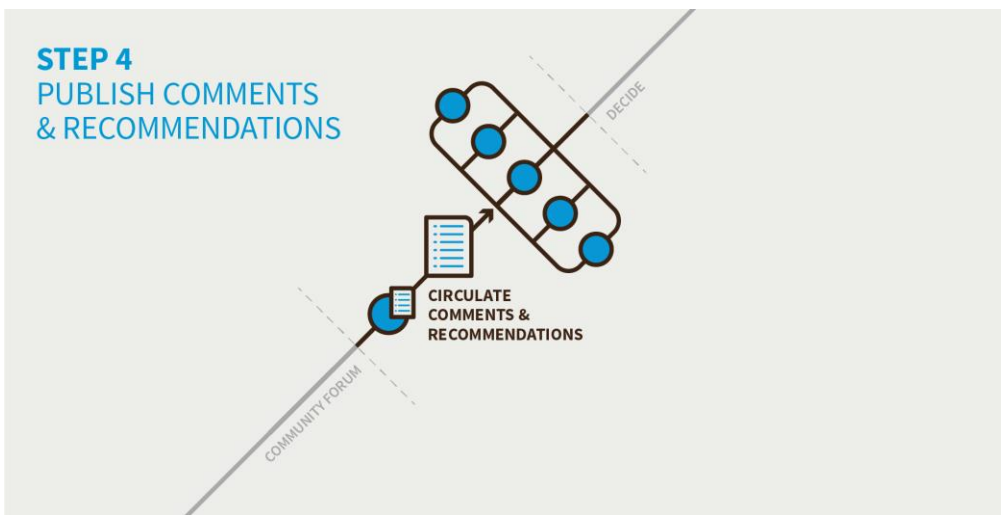 STEP 4
PUBLISH COMMENTS
& RECOMMENDATIONS
DECIDE
CIRCULATE
COMMENTS &
RECOMMENDATIONS
COMMUNITY FORUM